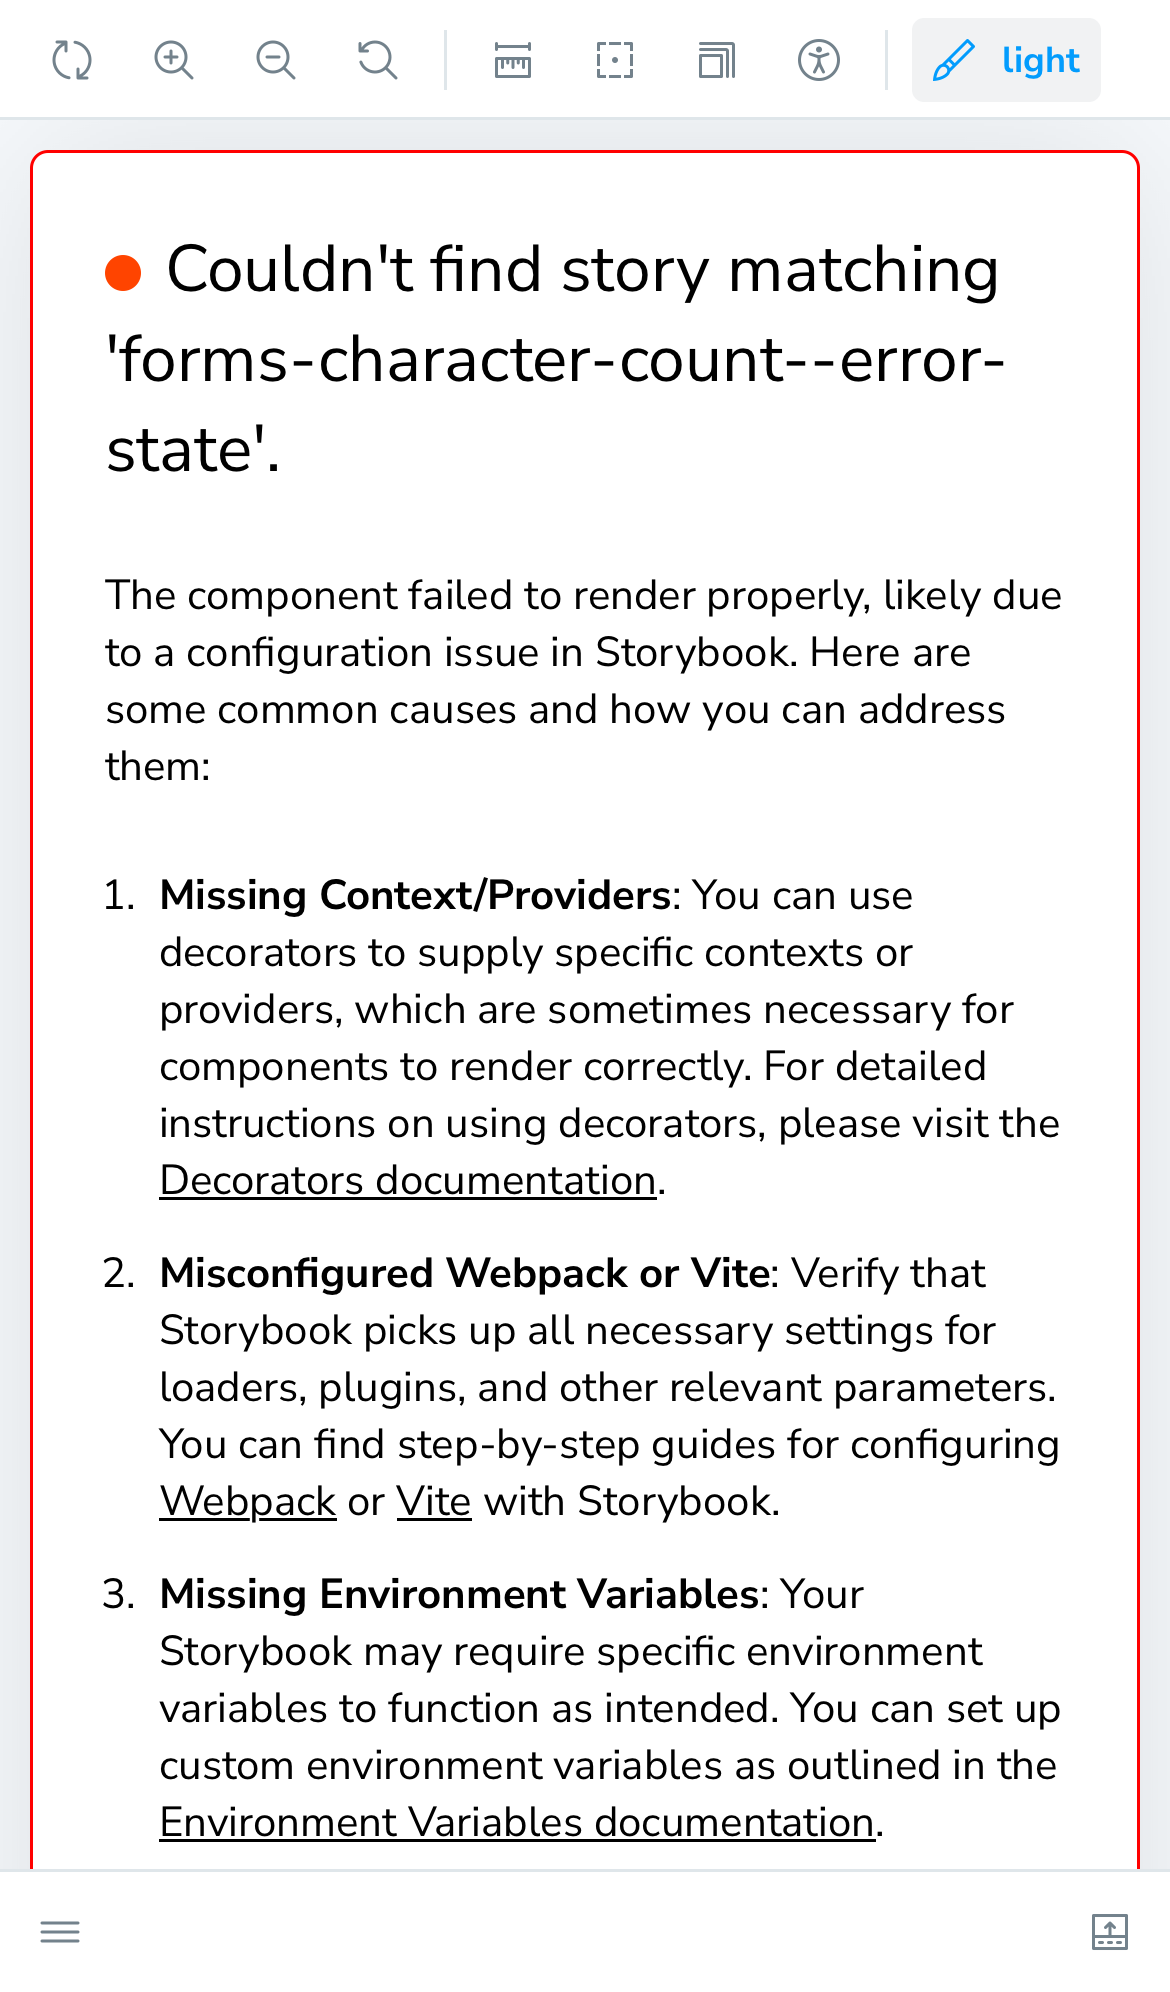 light
Couldn't find story matching
'forms-character-count--error-
state'.
The component failed to render properly, likely due
to a configuration issue in Storybook. Here are
some common causes and how you can address
them:
1. Missing Context/Providers: You can use
decorators to supply specific contexts or
providers, which are sometimes necessary for
components to render correctly. For detailed
instructions on using decorators, please visit the
Decorators documentation.
2. Misconfigured Webpack or Vite: Verify that
Storybook picks up all necessary settings for
loaders, plugins, and other relevant parameters.
You can find step-by-step guides for configuring
Webpack or Vite with Storybook.
3. Missing Environment Variables: Your
Storybook may require specific environment
variables to function as intended. You can set up
custom environment variables as outlined in the
Environment Variables documentation.